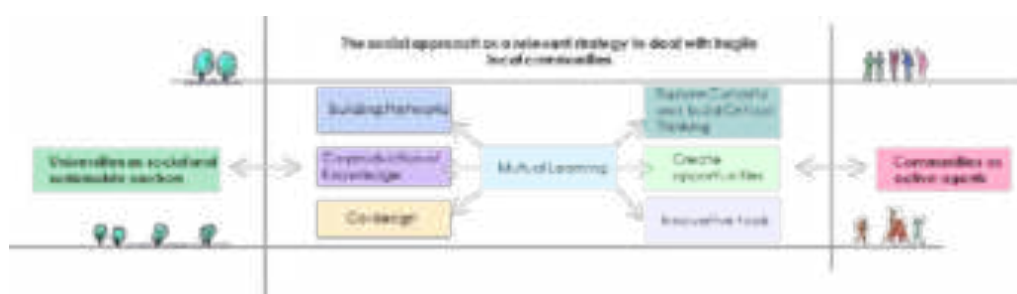 The social approach as a relevant strategy to deal with fragile
local communities
Building Networks
and build Critical
Thinking
Universities as social and
sustainable
Co-production of
Knowledge
Mutual Learning
Create
opportunities
Communities as
active agents
Co-design
Innovative tools